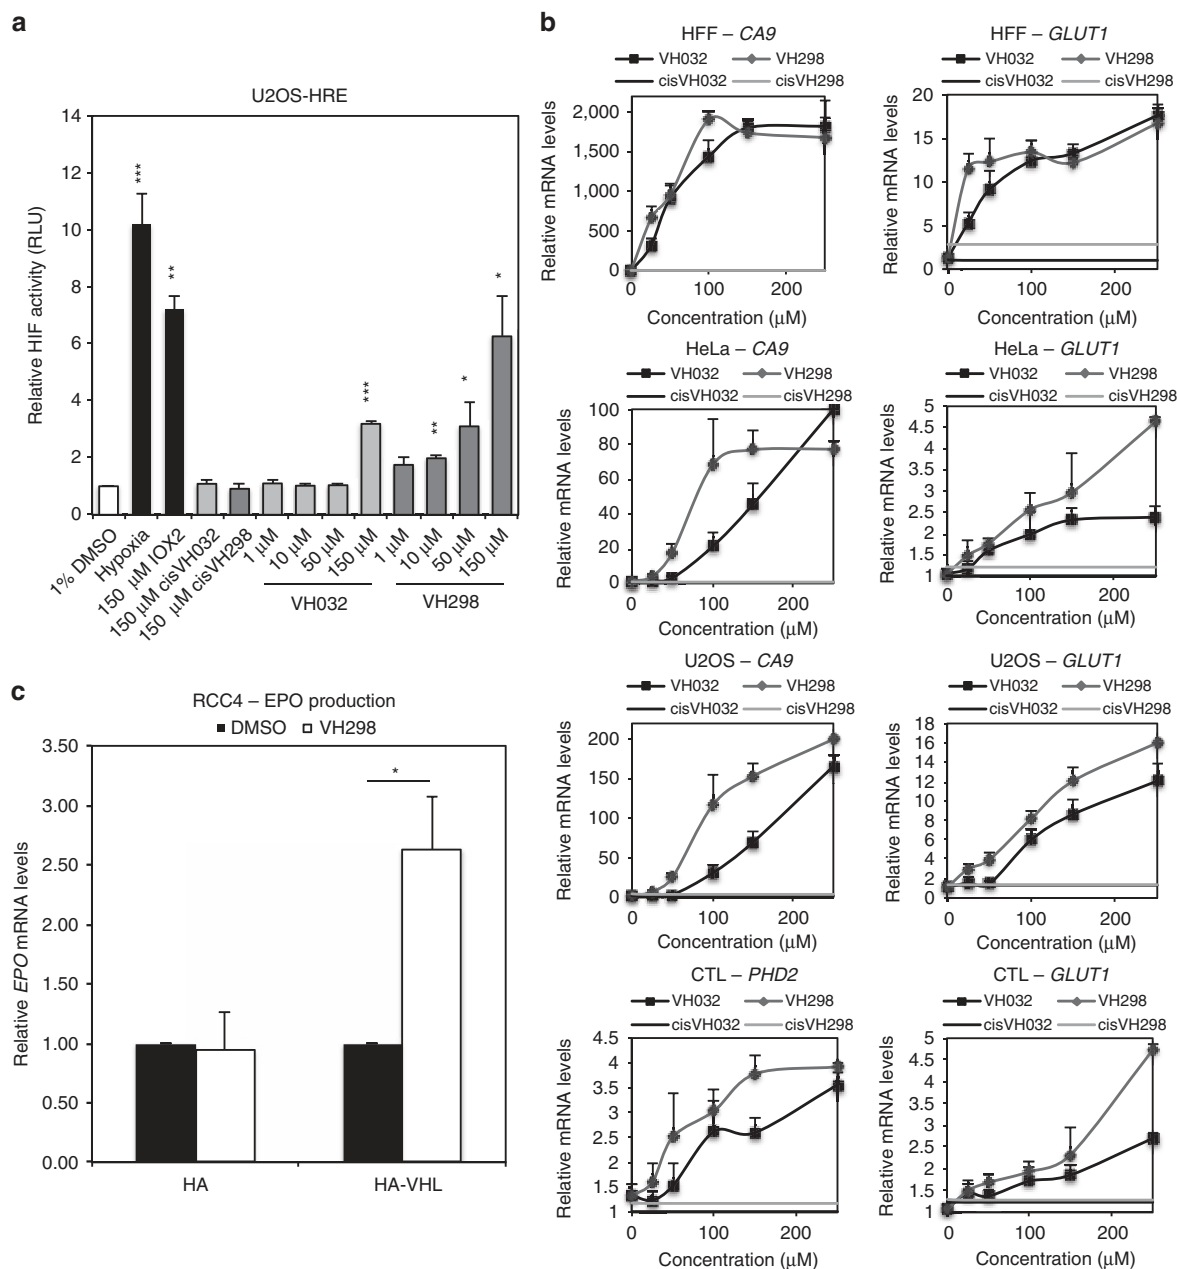 a
U2OS-HRE
14
12
10
8
6
4
2
0
Relative HIF activity (RLU)
***
**
***
**
*
*
1% DMSO
Hypoxia
150 μM IOX2
150 μM cisVH032
150 μM cisVH298
1 μM
10 μM
50 μM
150 μM
1 μM
10 μM
50 μM
150 μM
VH032
VH298
b
HFF – CA9
VH032 VH298
cisVH032 cisVH298
Relative mRNA levels
2,000
1,500
1,000
500
0
0 100 200
Concentration (μM)
HFF – GLUT1
VH032 VH298
cisVH032 cisVH298
Relative mRNA levels
20
15
10
5
0
0 100 200
Concentration (μM)
HeLa – CA9
VH032 VH298
cisVH032 cisVH298
Relative mRNA levels
100
80
60
40
20
0
0 100 200
Concentration (μM)
HeLa – GLUT1
VH032 VH298
cisVH032 cisVH298
Relative mRNA levels
5
4.5
4
3.5
3
2.5
2
1.5
1
0 100 200
Concentration (μM)
U2OS – CA9
VH032 VH298
cisVH032 cisVH298
Relative mRNA levels
200
150
100
50
0
0 100 200
Concentration (μM)
U2OS – GLUT1
VH032 VH298
cisVH032 cisVH298
Relative mRNA levels
18
16
14
12
10
8
6
4
2
0
0 100 200
Concentration (μM)
CTL – PHD2
VH032 VH298
cisVH032 cisVH298
Relative mRNA levels
4.5
4
3.5
3
2.5
2
1.5
1
0 100 200
Concentration (μM)
CTL – GLUT1
VH032 VH298
cisVH032 cisVH298
Relative mRNA levels
5
4.5
4
3.5
3
2.5
2
1.5
1
0 100 200
Concentration (μM)
c
RCC4 – EPO production
DMSO VH298
Relative EPO mRNA levels
3.50
3.00
2.50
2.00
1.50
1.00
0.50
0.00
*
HA HA-VHL